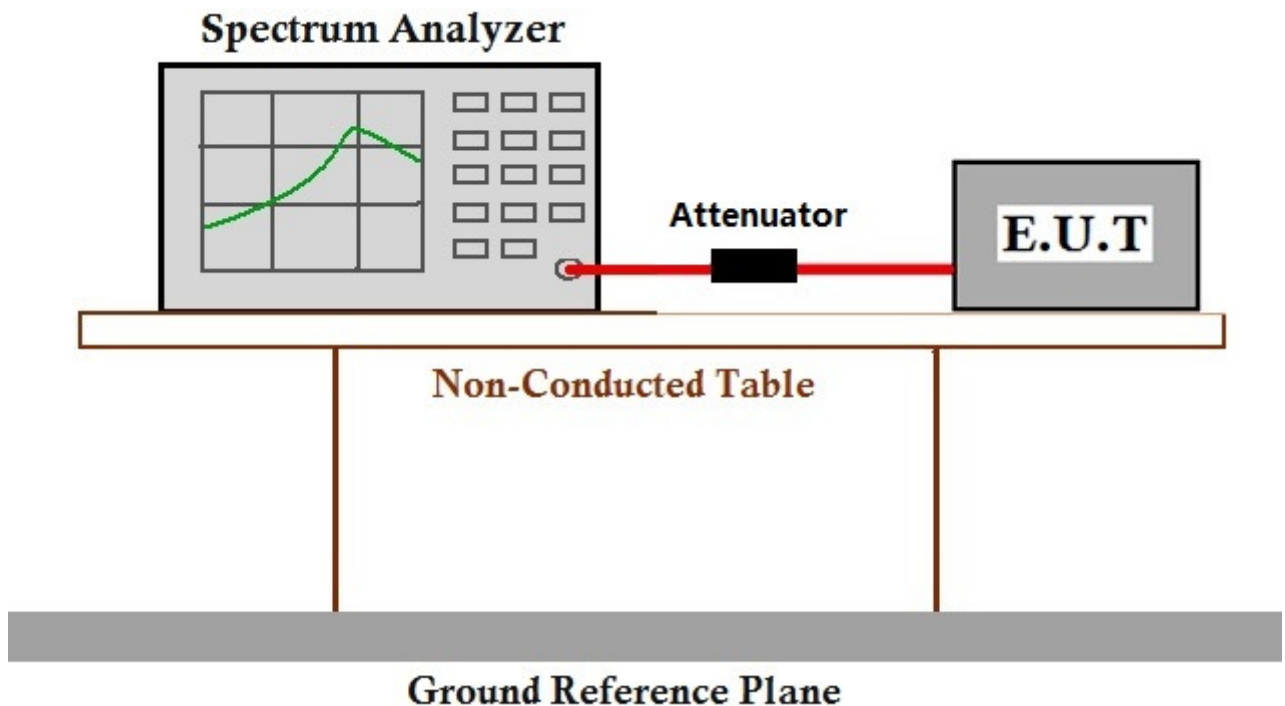 Spectrum Analyzer
Attenuator
E.U.T
Non-Conducted Table
Ground Reference Plane